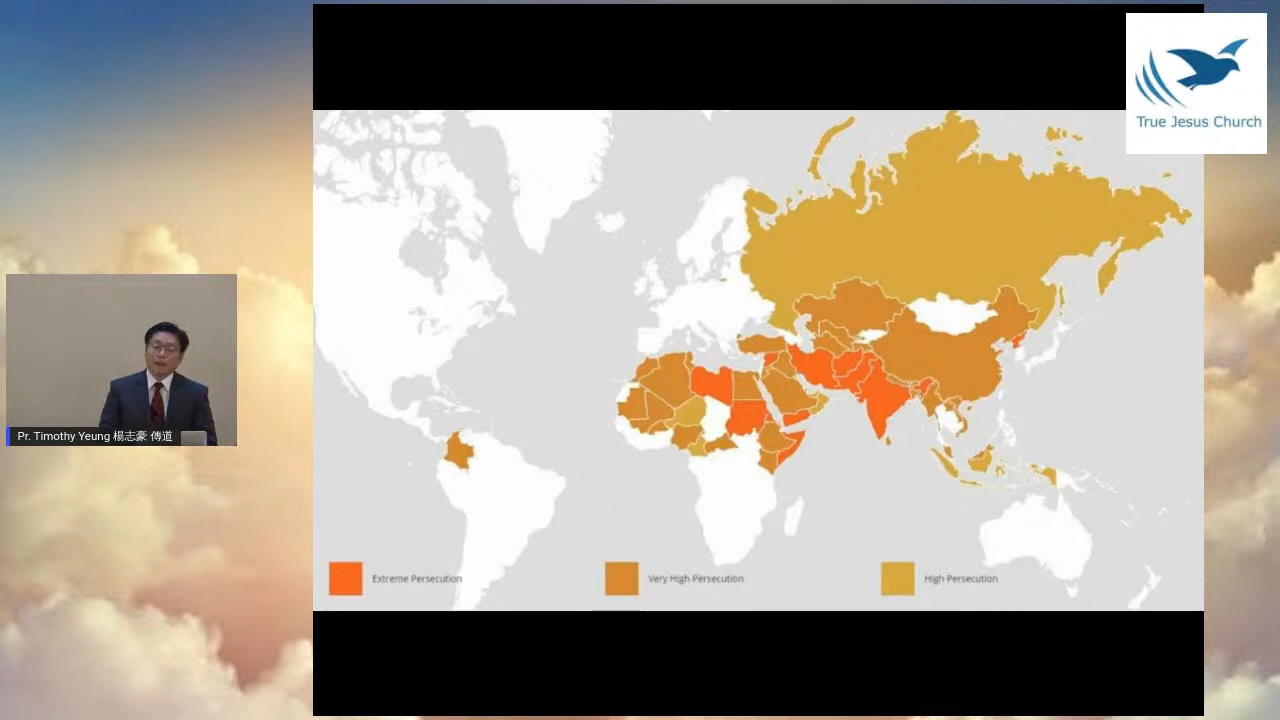 True Jesus Church
Pr. Timothy Yeung 楊志豪 傳道
Extreme Persecution
Very High Persecution
High Persecution